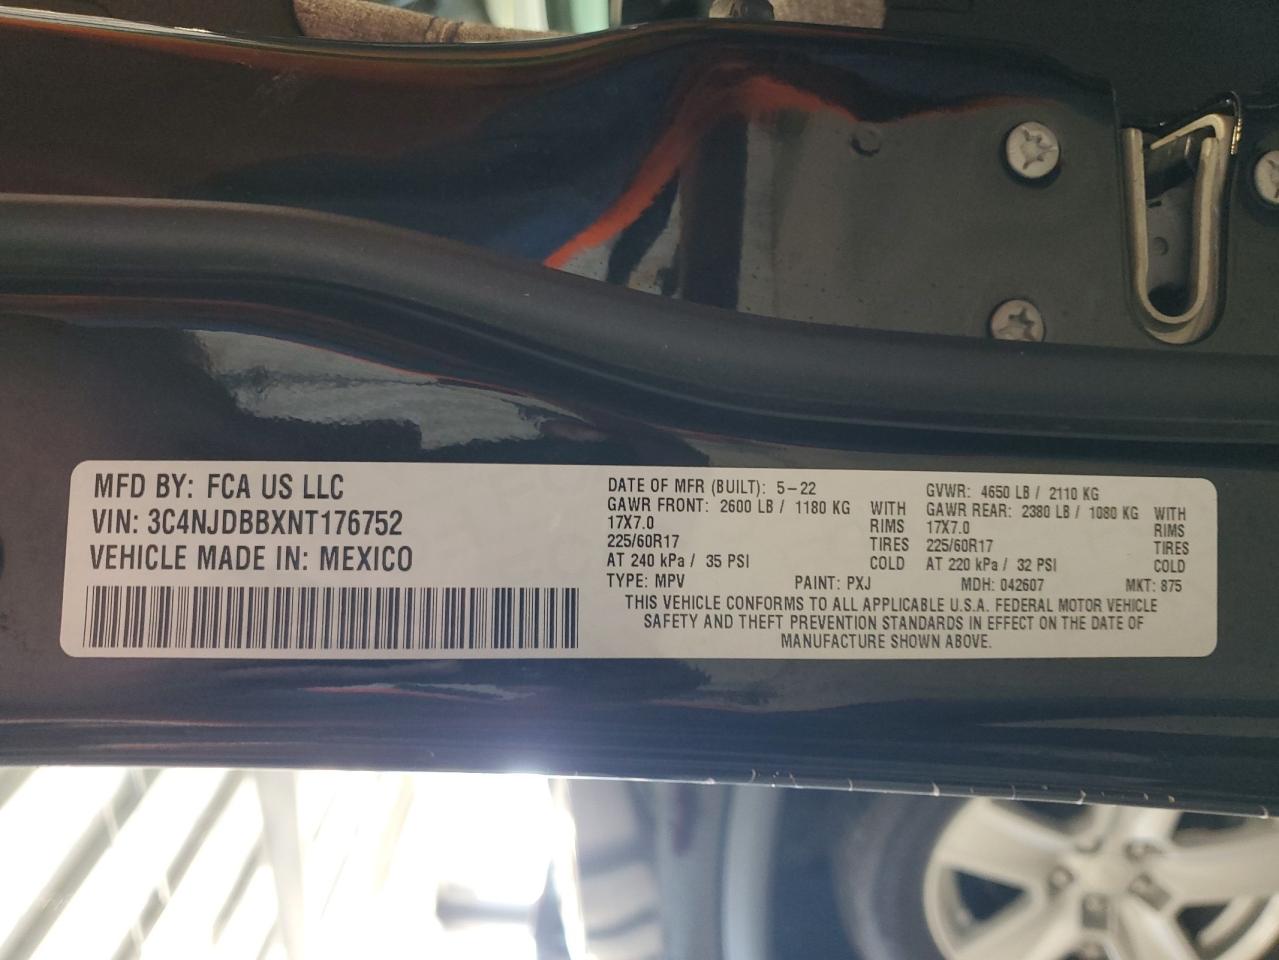 MFD BY: FCA US LLC
VIN: 3C4NJDBBXNT176752
VEHICLE MADE IN: MEXICO
DATE OF MFR (BUILT): 5-22 GVWR: 4650 LB / 2110 KG
GAWR FRONT: 2600 LB / 1180 KG WITH GAWR REAR: 2380 LB / 1080 KG WITH
17X7.0 RIMS 17X7.0 RIMS
225/60R17 TIRES 225/60R17 TIRES
AT 240 kPa / 35 PSI COLD AT 220 kPa / 32 PSI COLD
TYPE: MPV PAINT: PXJ MDH: 042607 MKT: 875
THIS VEHICLE CONFORMS TO ALL APPLICABLE U.S.A. FEDERAL MOTOR VEHICLE
SAFETY AND THEFT PREVENTION STANDARDS IN EFFECT ON THE DATE OF
MANUFACTURE SHOWN ABOVE.